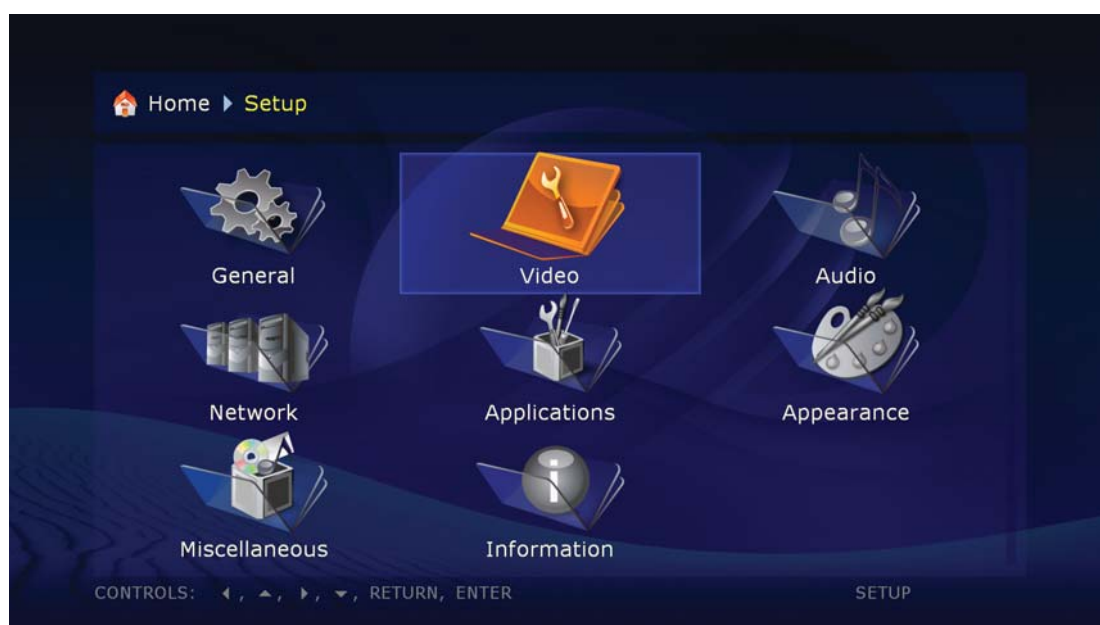 Home Setup
General Video Audio
Network Applications Appearance
Miscellaneous Information
CONTROLS: ◂, ▴, ▸, ▾, RETURN, ENTER SETUP